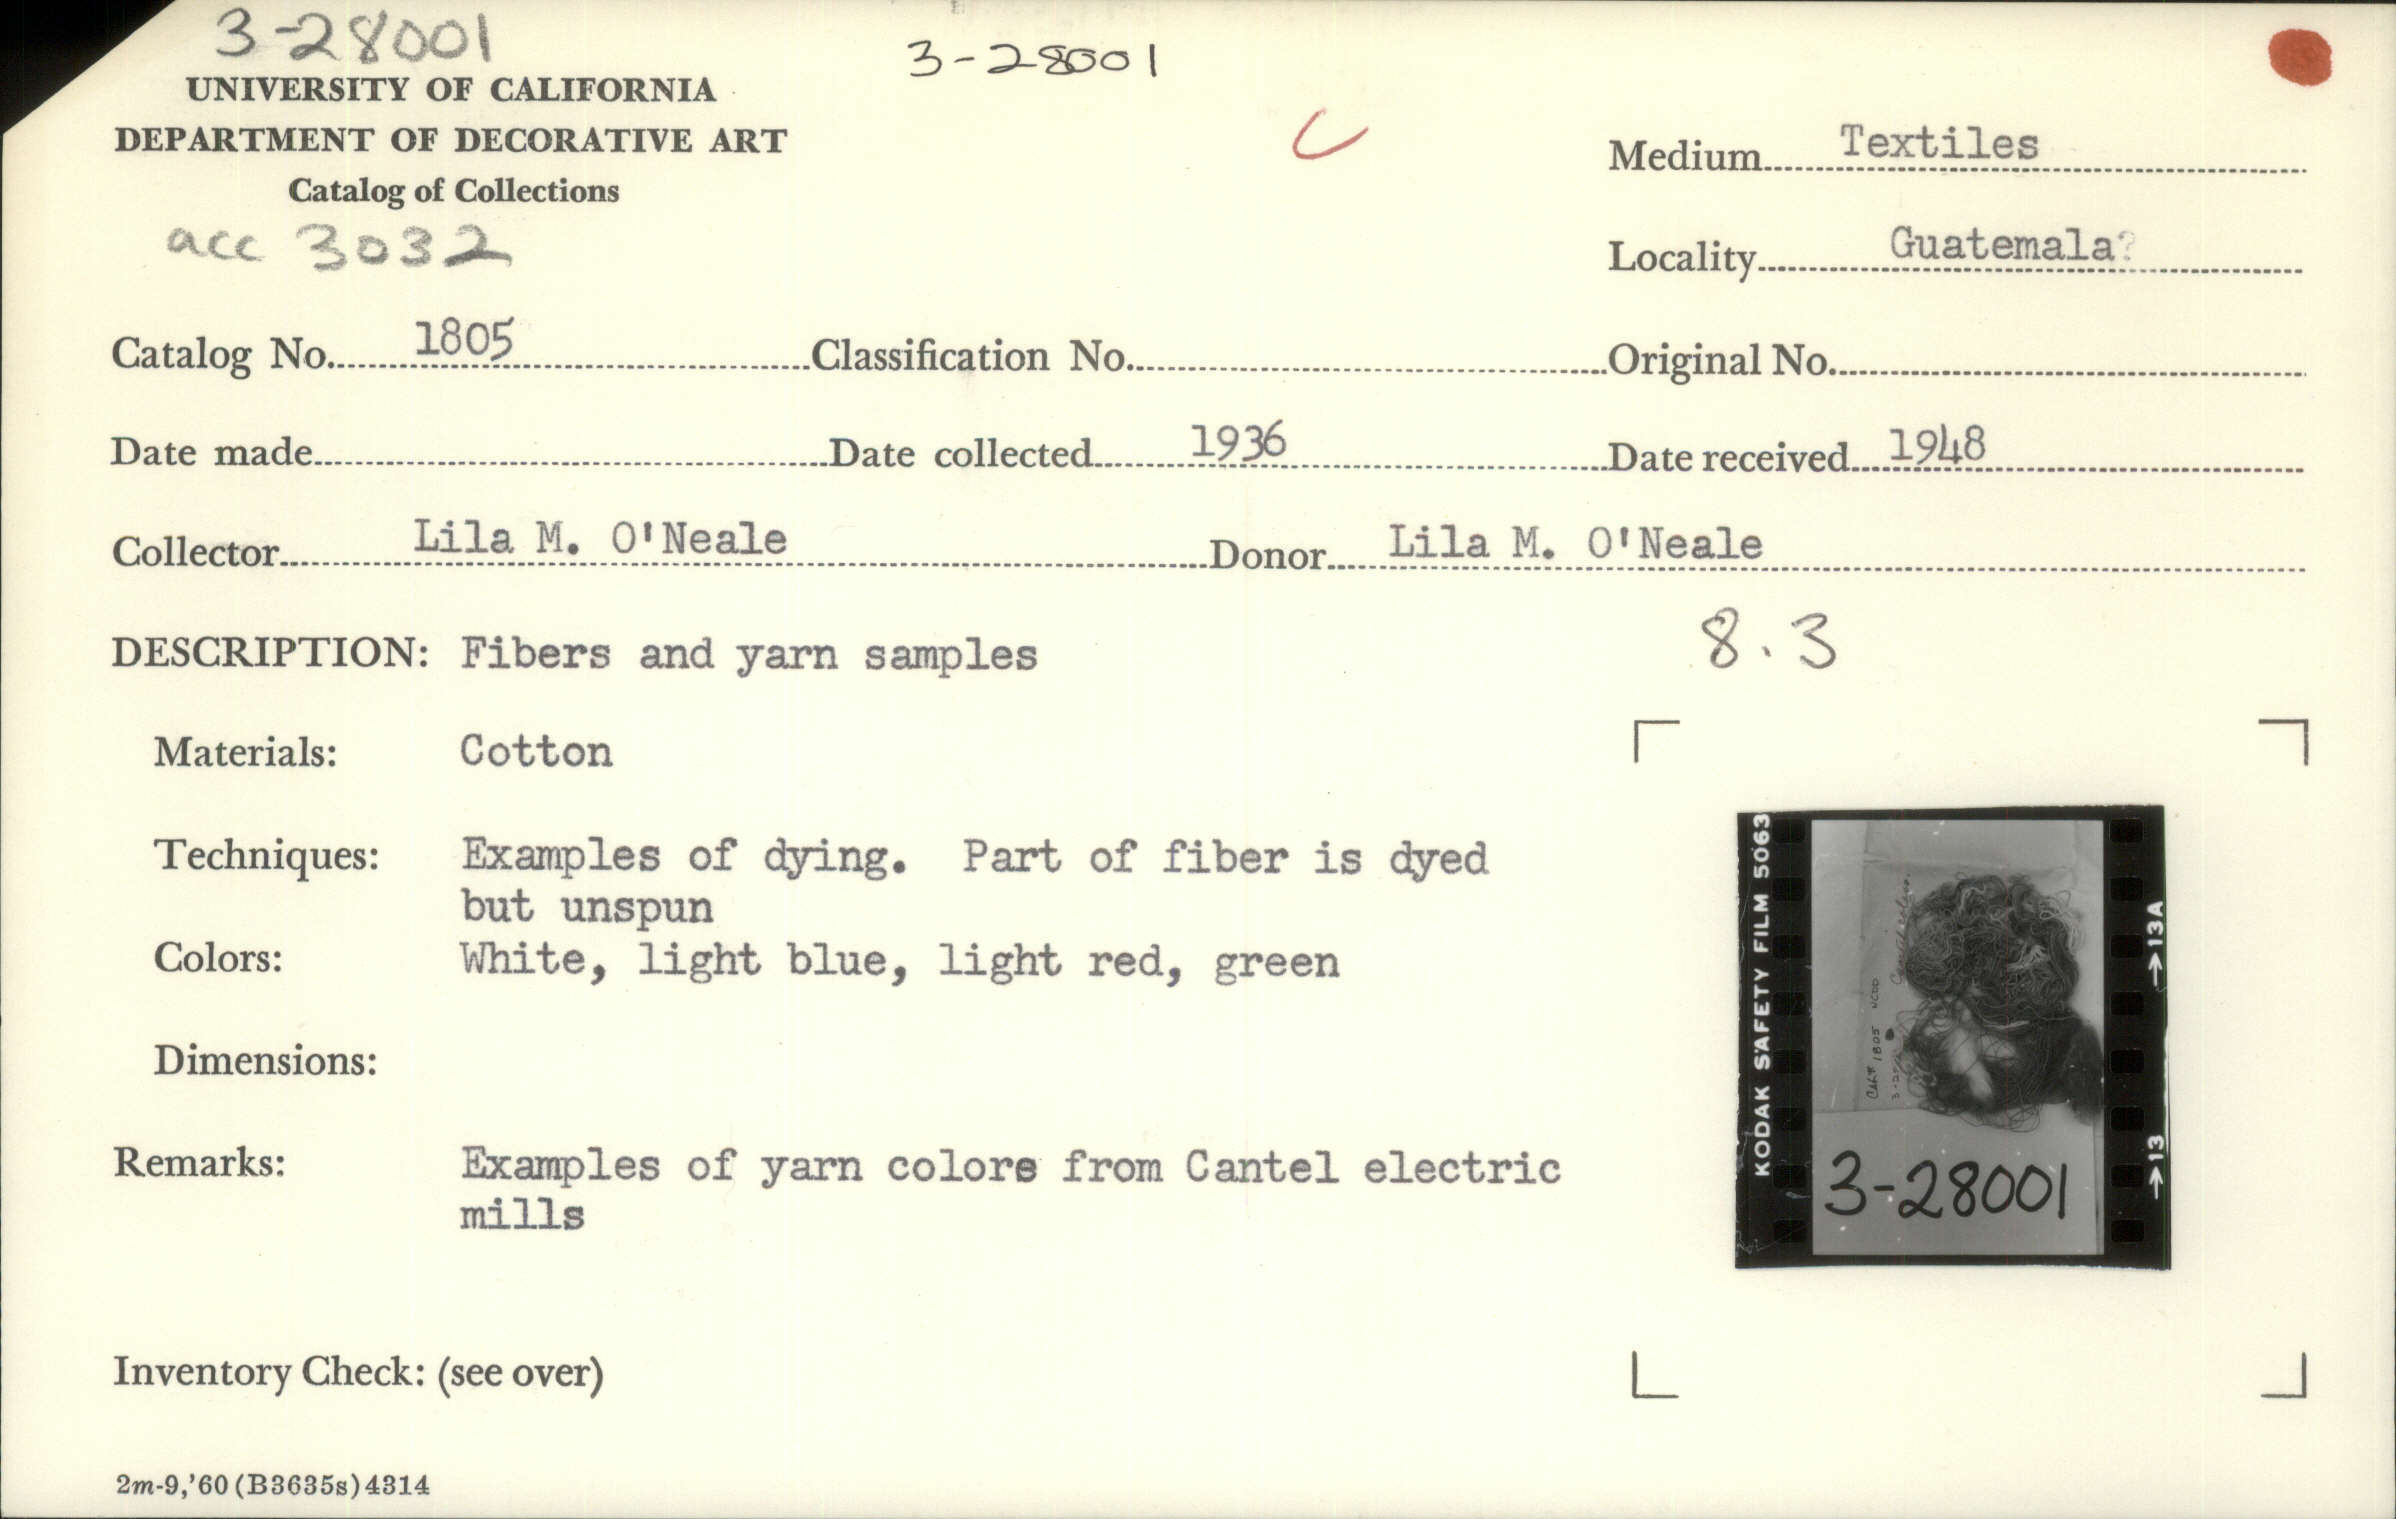 3-28001
3-28001
UNIVERSITY OF CALIFORNIA
DEPARTMENT OF DECORATIVE ART
Catalog of Collections
acc 3032
C
Medium Textiles
Locality Guatemala?
Catalog No. 1805 Classification No. Original No.
Date made Date collected 1936 Date received 1948
Collector Lila M. O'Neale Donor Lila M. O'Neale
DESCRIPTION: Fibers and yarn samples
8.3
Materials: Cotton
Techniques: Examples of dying. Part of fiber is dyed
but unspun
Colors: White, light blue, light red, green
Dimensions:
Remarks: Examples of yarn colors from Cantel electric
mills
KODAK SAFETY FILM 5063
→13A
→13
1805
3-28001
Inventory Check: (see over)
2m-9,'60(B3635s)4314